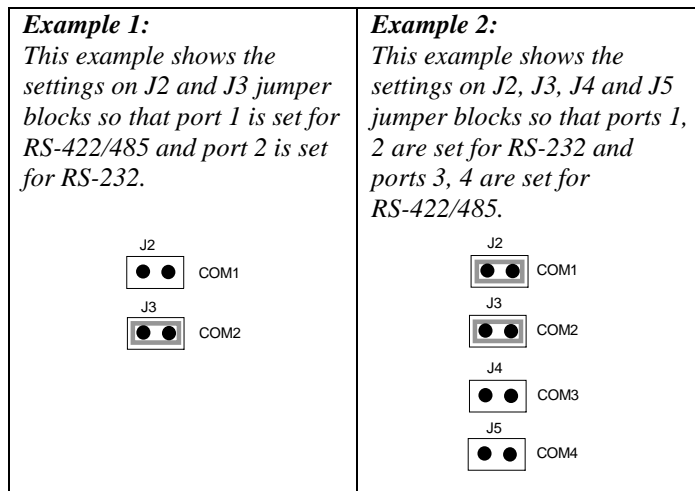 Example 1:
This example shows the
settings on J2 and J3 jumper
blocks so that port 1 is set for
RS-422/485 and port 2 is set
for RS-232.
J2
COM1
J3
COM2
Example 2:
This example shows the
settings on J2, J3, J4 and J5
jumper blocks so that ports 1,
2 are set for RS-232 and
ports 3, 4 are set for
RS-422/485.
J2
COM1
J3
COM2
J4
COM3
J5
COM4